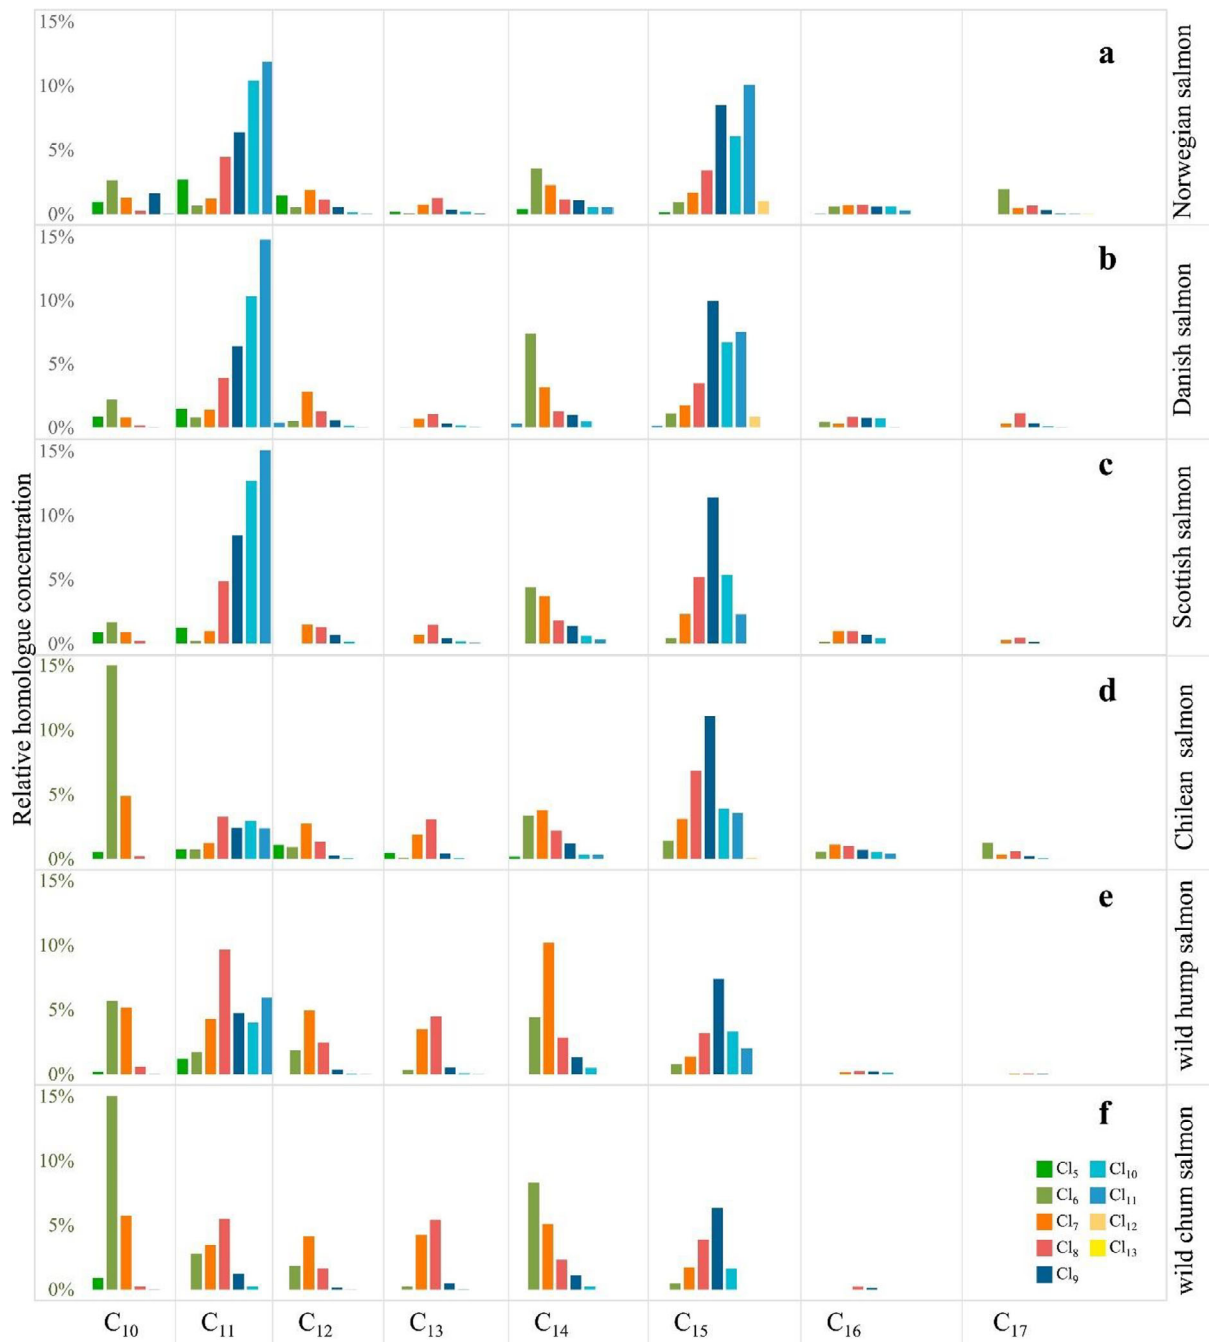 15%
10%
5%
0%
a
Norwegian salmon
15%
10%
5%
0%
b
Danish salmon
15%
10%
5%
0%
c
Scottish salmon
Relative homologue concentration
15%
10%
5%
0%
d
Chilean salmon
15%
10%
5%
0%
e
wild hump salmon
15%
10%
5%
0%
f
wild chum salmon
Cl₅ Cl₁₀
Cl₆ Cl₁₁
Cl₇ Cl₁₂
Cl₈ Cl₁₃
Cl₉
C₁₀ C₁₁ C₁₂ C₁₃ C₁₄ C₁₅ C₁₆ C₁₇